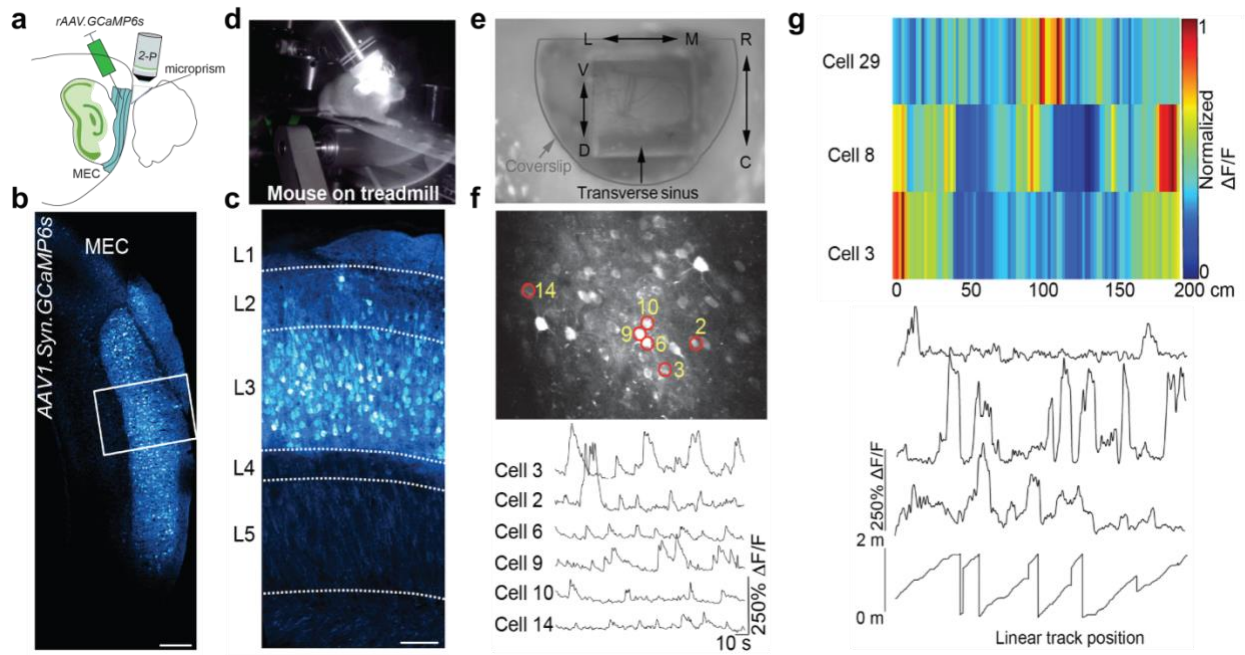 a
rAAV.GCaMP6s
2-P
microprism
MEC
b
AAV1.Syn.GCaMP6s
MEC
c
L1
L2
L3
L4
L5
d
Mouse on treadmill
e
L
M
R
V
D
C
Coverslip
Transverse sinus
f
14
10
9
6
2
3
Cell 3
Cell 2
Cell 6
Cell 9
Cell 10
Cell 14
250% ΔF/F
10 s
g
Cell 29
Cell 8
Cell 3
1
Normalized
ΔF/F
0
0
50
100
150
200 cm
250% ΔF/F
2 m
0 m
Linear track position